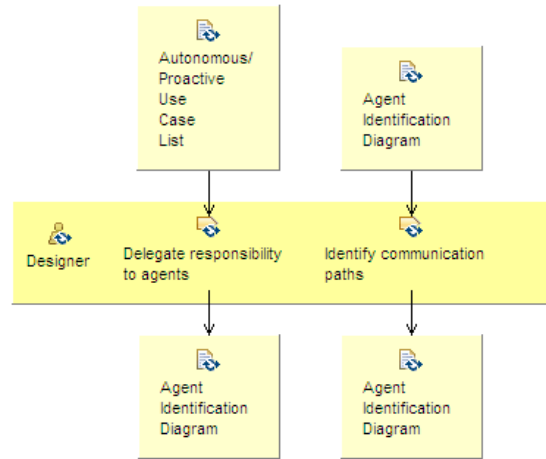 Autonomous/
Proactive
Use
Case
List
Agent
Identification
Diagram
Designer
Delegate responsibility
to agents
Identify communication
paths
Agent
Identification
Diagram
Agent
Identification
Diagram